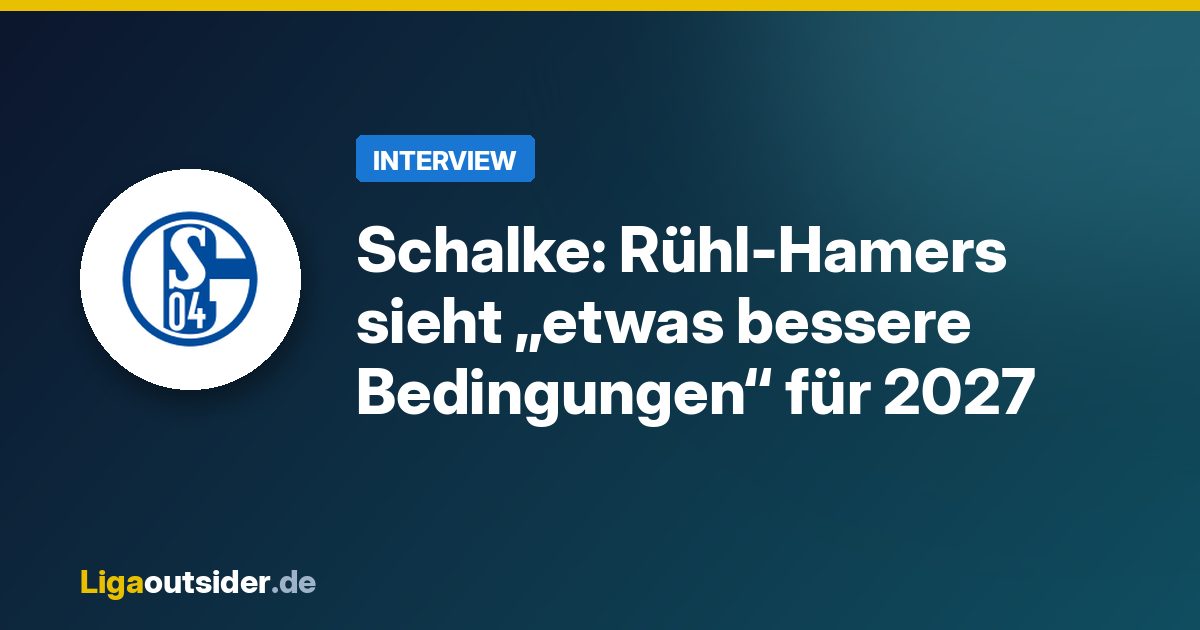 INTERVIEW
S
04
Schalke: Rühl-Hamers
sieht „etwas bessere
Bedingungen“ für 2027
Ligaoutsider.de